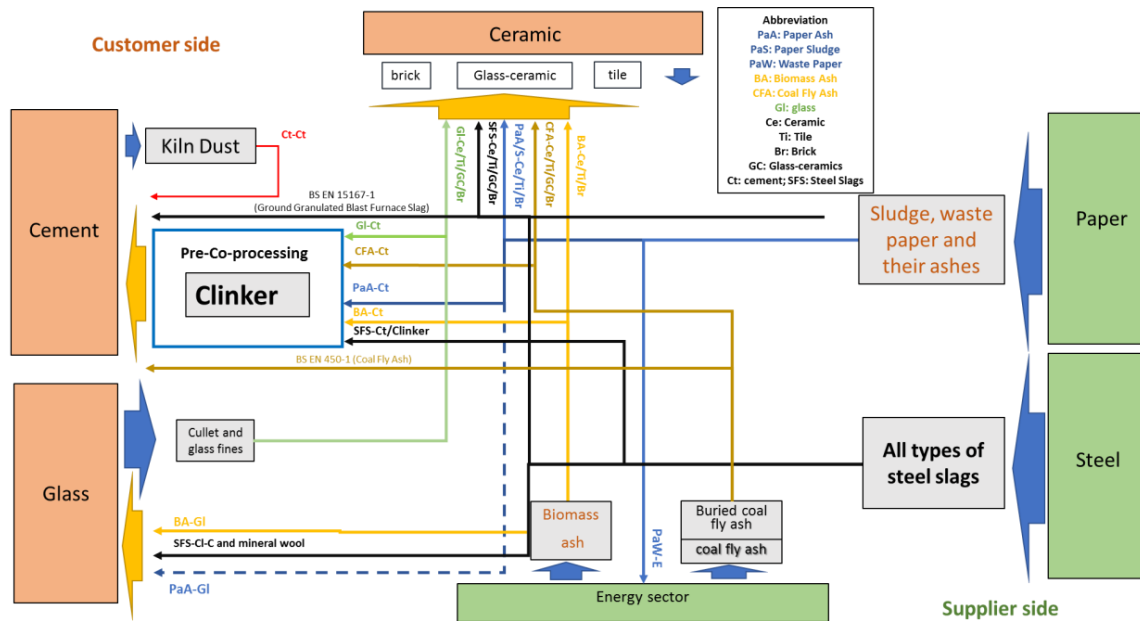 Customer side
Ceramic
brick
Glass-ceramic
tile
Abbreviation
PaA: Paper Ash
PaS: Paper Sludge
PaW: Waste Paper
BA: Biomass Ash
CFA: Coal Fly Ash
Gl: glass
Ce: Ceramic
Ti: Tile
Br: Brick
GC: Glass-ceramics
Ct: cement; SFS: Steel Slags
Cement
Kiln Dust
Ct-Ct
Gl-Ce/Ti/GC/Br
SFS-Ce/Ti/GC/Br
PaA/S-Ce/Ti/Br
CFA-Ce/Ti/GC/Br
BA-Ce/Ti/Br
BS EN 15167-1
(Ground Granulated Blast Furnace Slag)
Sludge, waste
paper and
their ashes
Paper
Pre-Co-processing
Clinker
Gl-Ct
CFA-Ct
PaA-Ct
BA-Ct
SFS-Ct/Clinker
BS EN 450-1 (Coal Fly Ash)
Glass
Cullet and
glass fines
All types of
steel slags
Steel
BA-Gl
SFS-Cl-C and mineral wool
PaA-Gl
Biomass
ash
PaW-E
Buried coal
fly ash
coal fly ash
Energy sector
Supplier side